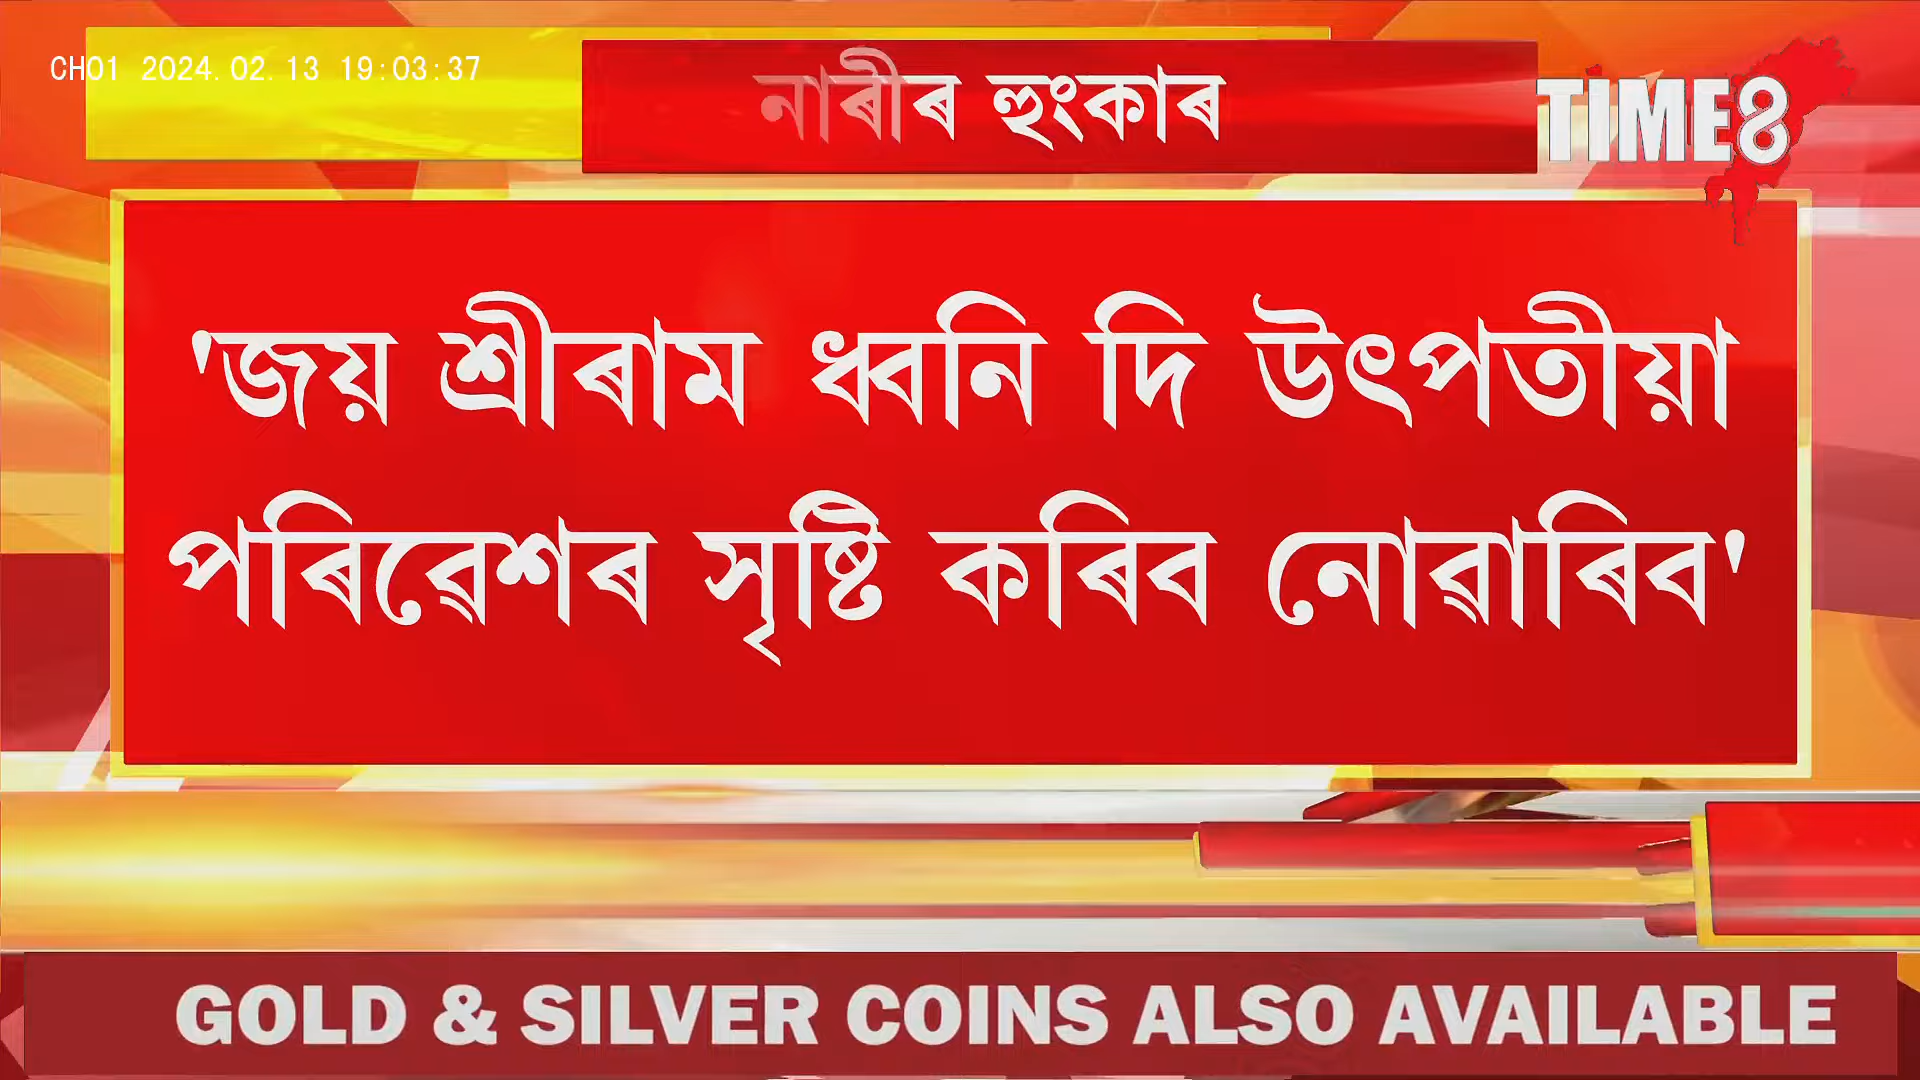 CH01 2024.02.13 19:03:37
নাৰীৰ হুংকাৰ
TIME8
'জয় শ্ৰীৰাম ধ্বনি দি উৎপতীয়া
পৰিৱেশৰ সৃষ্টি কৰিব নোৱাৰিব'
GOLD & SILVER COINS ALSO AVAILABLE